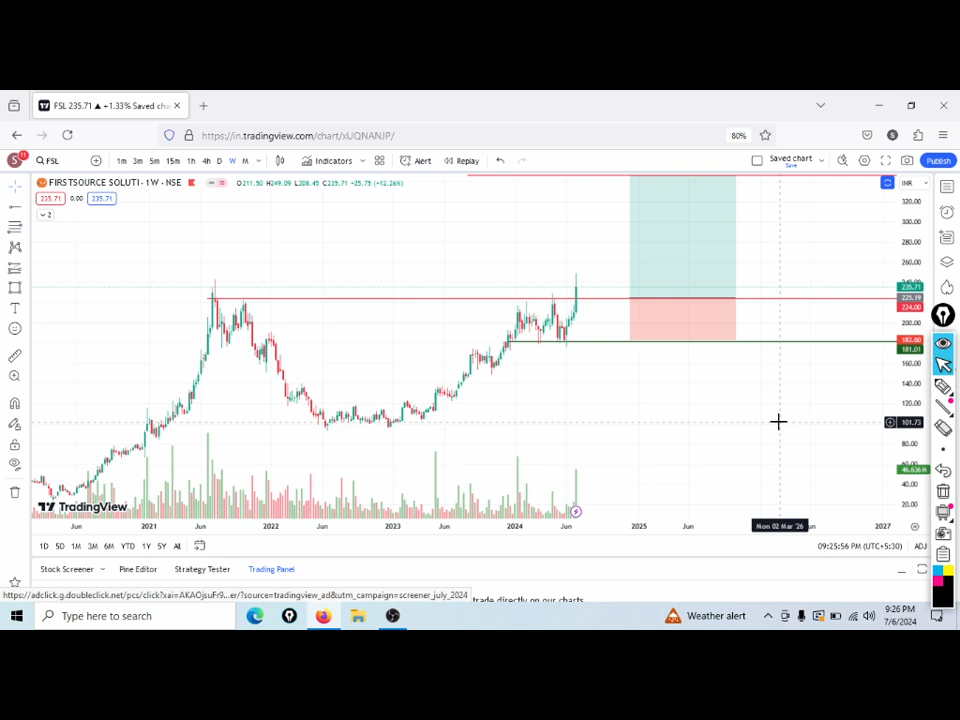 FSL 235.71 ▲ +1.33% Saved cha
https://in.tradingview.com/chart/xUQNANJP/
80%
S
S 11
FSL
1m 3m 5m 15m 1h 4h D W M
Indicators
Alert
Replay
Saved chart
Save
Publish
FIRSTSOURCE SOLUTI · 1W · NSE
O211.50 H249.09 L208.45 C235.71 +25.75 (+12.26%)
INR
235.71 0.00 235.71
2
320.00
300.00
280.00
260.00
235.71
225.19
224.00
200.00
183.60
181.01
160.00
140.00
120.00
101.73
80.00
46.636M
40.00
20.00
TradingView
Jun 2021 Jun 2022 Jun 2023 Jun 2024 Jun 2025 Jun Mon 02 Mar '26 un 2027
1D 5D 1M 3M 6M YTD 1Y 5Y All
09:25:56 PM (UTC+5:30)
ADJ
Stock Screener Pine Editor Strategy Tester Trading Panel
https://adclick.g.doubleclick.net/pcs/click?xai=AKAOjsuFr9...er/?source=tradingview_ad&utm_campaign=screener_july_2024
trade directly on our charts
Type here to search
Weather alert
9:26 PM
7/6/2024